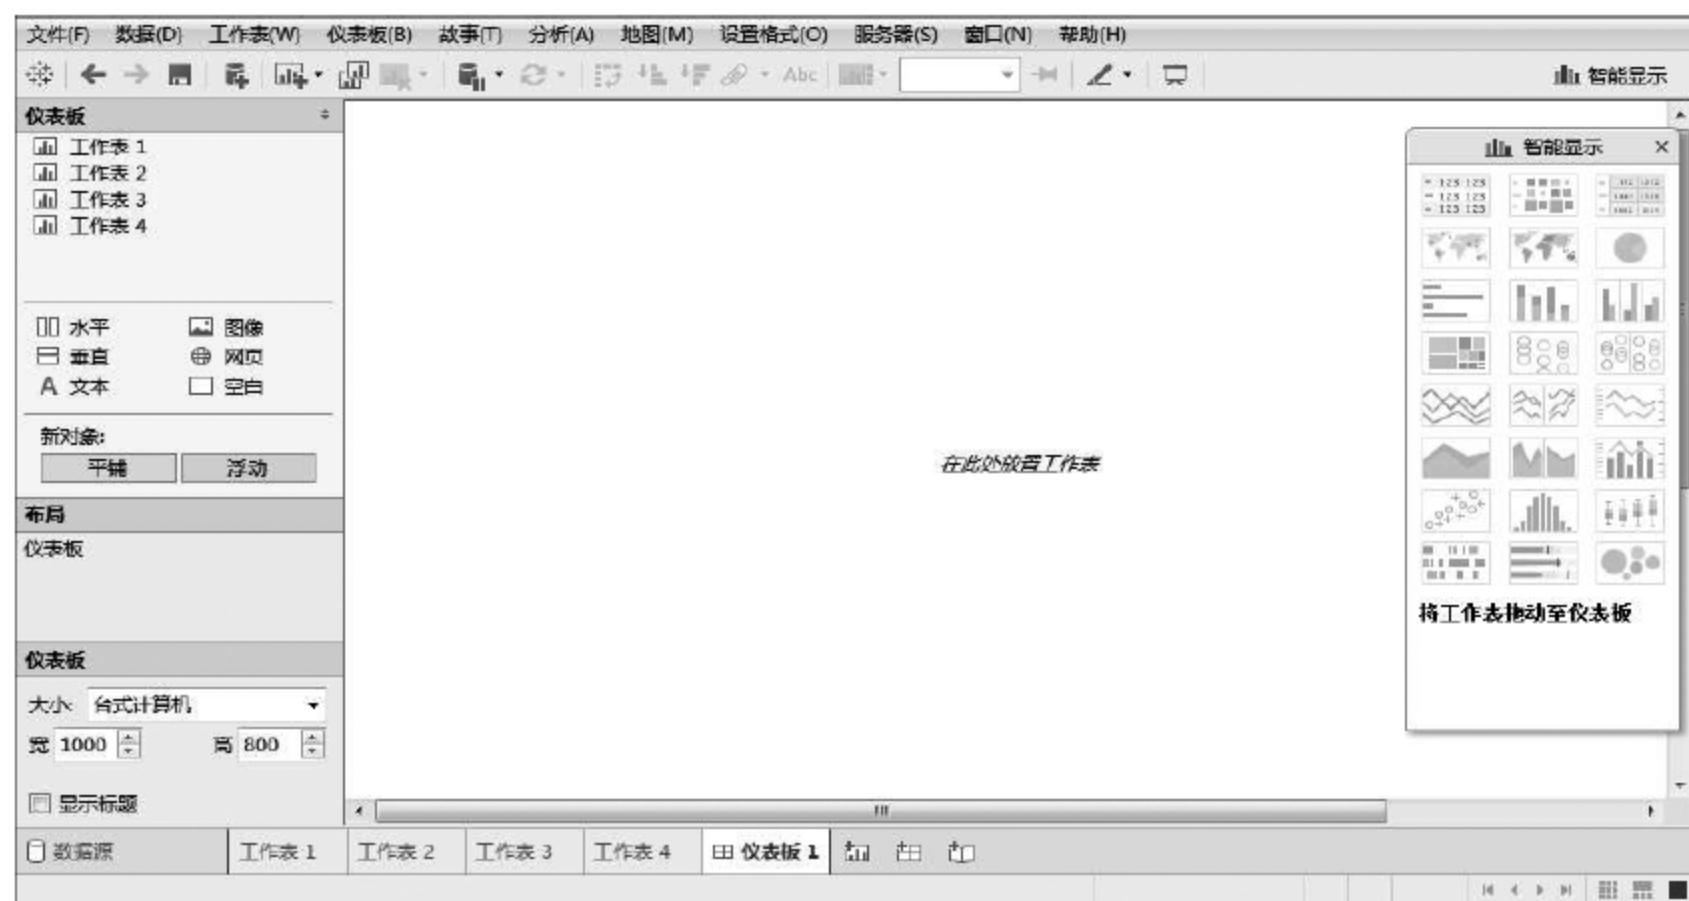 文件(F) 数据(D) 工作表(W) 仪表板(B) 故事(T) 分析(A) 地图(M) 设置格式(O) 服务器(S) 窗口(N) 帮助(H)
Abc 智能显示
仪表板
工作表 1
工作表 2
工作表 3
工作表 4
水平 图像
垂直 网页
文本 空白
新对象:
平铺 浮动
布局
仪表板
仪表板
大小: 台式计算机
宽 1000 高 800
显示标题
在此处放置工作表
智能显示
123 123
123 123
123 123
将工作表拖动至仪表板
数据源 工作表 1 工作表 2 工作表 3 工作表 4 仪表板 1